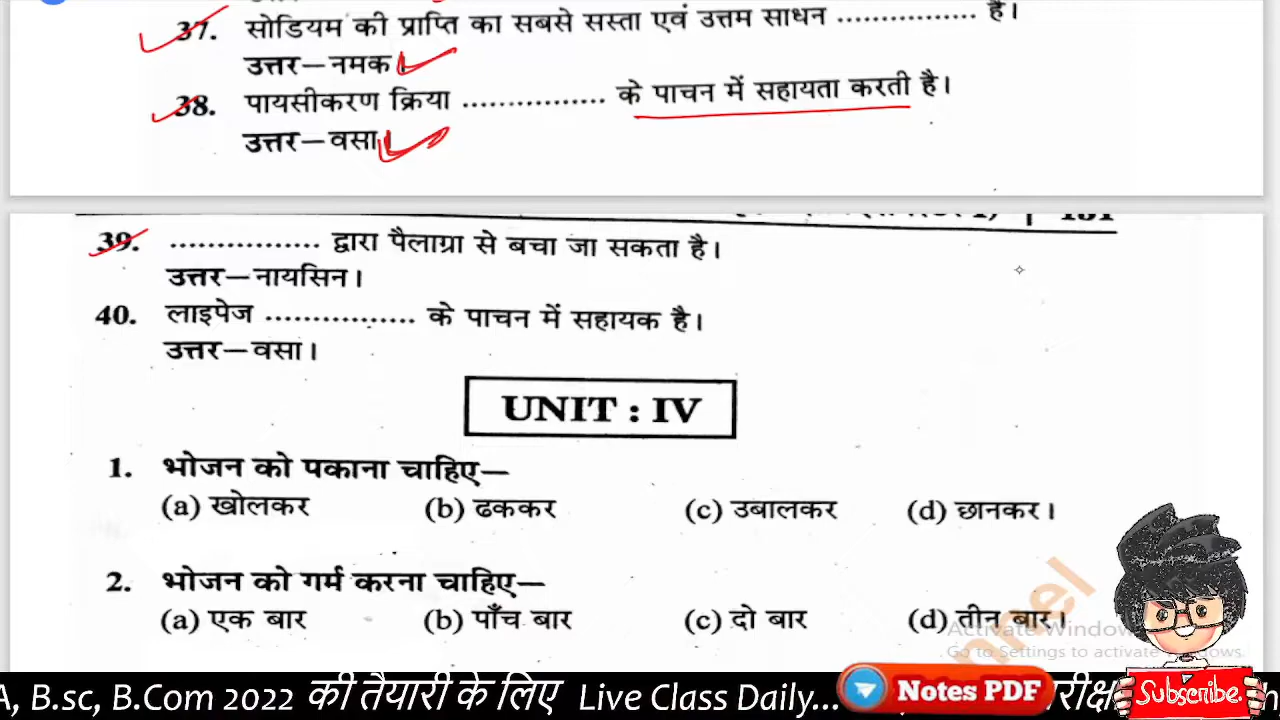 37. सोडियम की प्राप्ति का सबसे सस्ता एवं उत्तम साधन ................ है।
उत्तर—नमक।
38. पायसीकरण क्रिया ................ के पाचन में सहायता करती है।
उत्तर—वसा
131
39. ................ द्वारा पैलाग्रा से बचा जा सकता है।
उत्तर—नायसिन।
40. लाइपेज ................ के पाचन में सहायक है।
उत्तर—वसा।
UNIT : IV
1. भोजन को पकाना चाहिए—
(a) खोलकर (b) ढककर (c) उबालकर (d) छानकर।
2. भोजन को गर्म करना चाहिए—
(a) एक बार (b) पाँच बार (c) दो बार (d) तीन बार।
nnel
Activate Window
Go to Settings to activate
A, B.sc, B.Com 2022 की तैयारी के लिए Live Class Daily... Notes PDF
Subscribe.